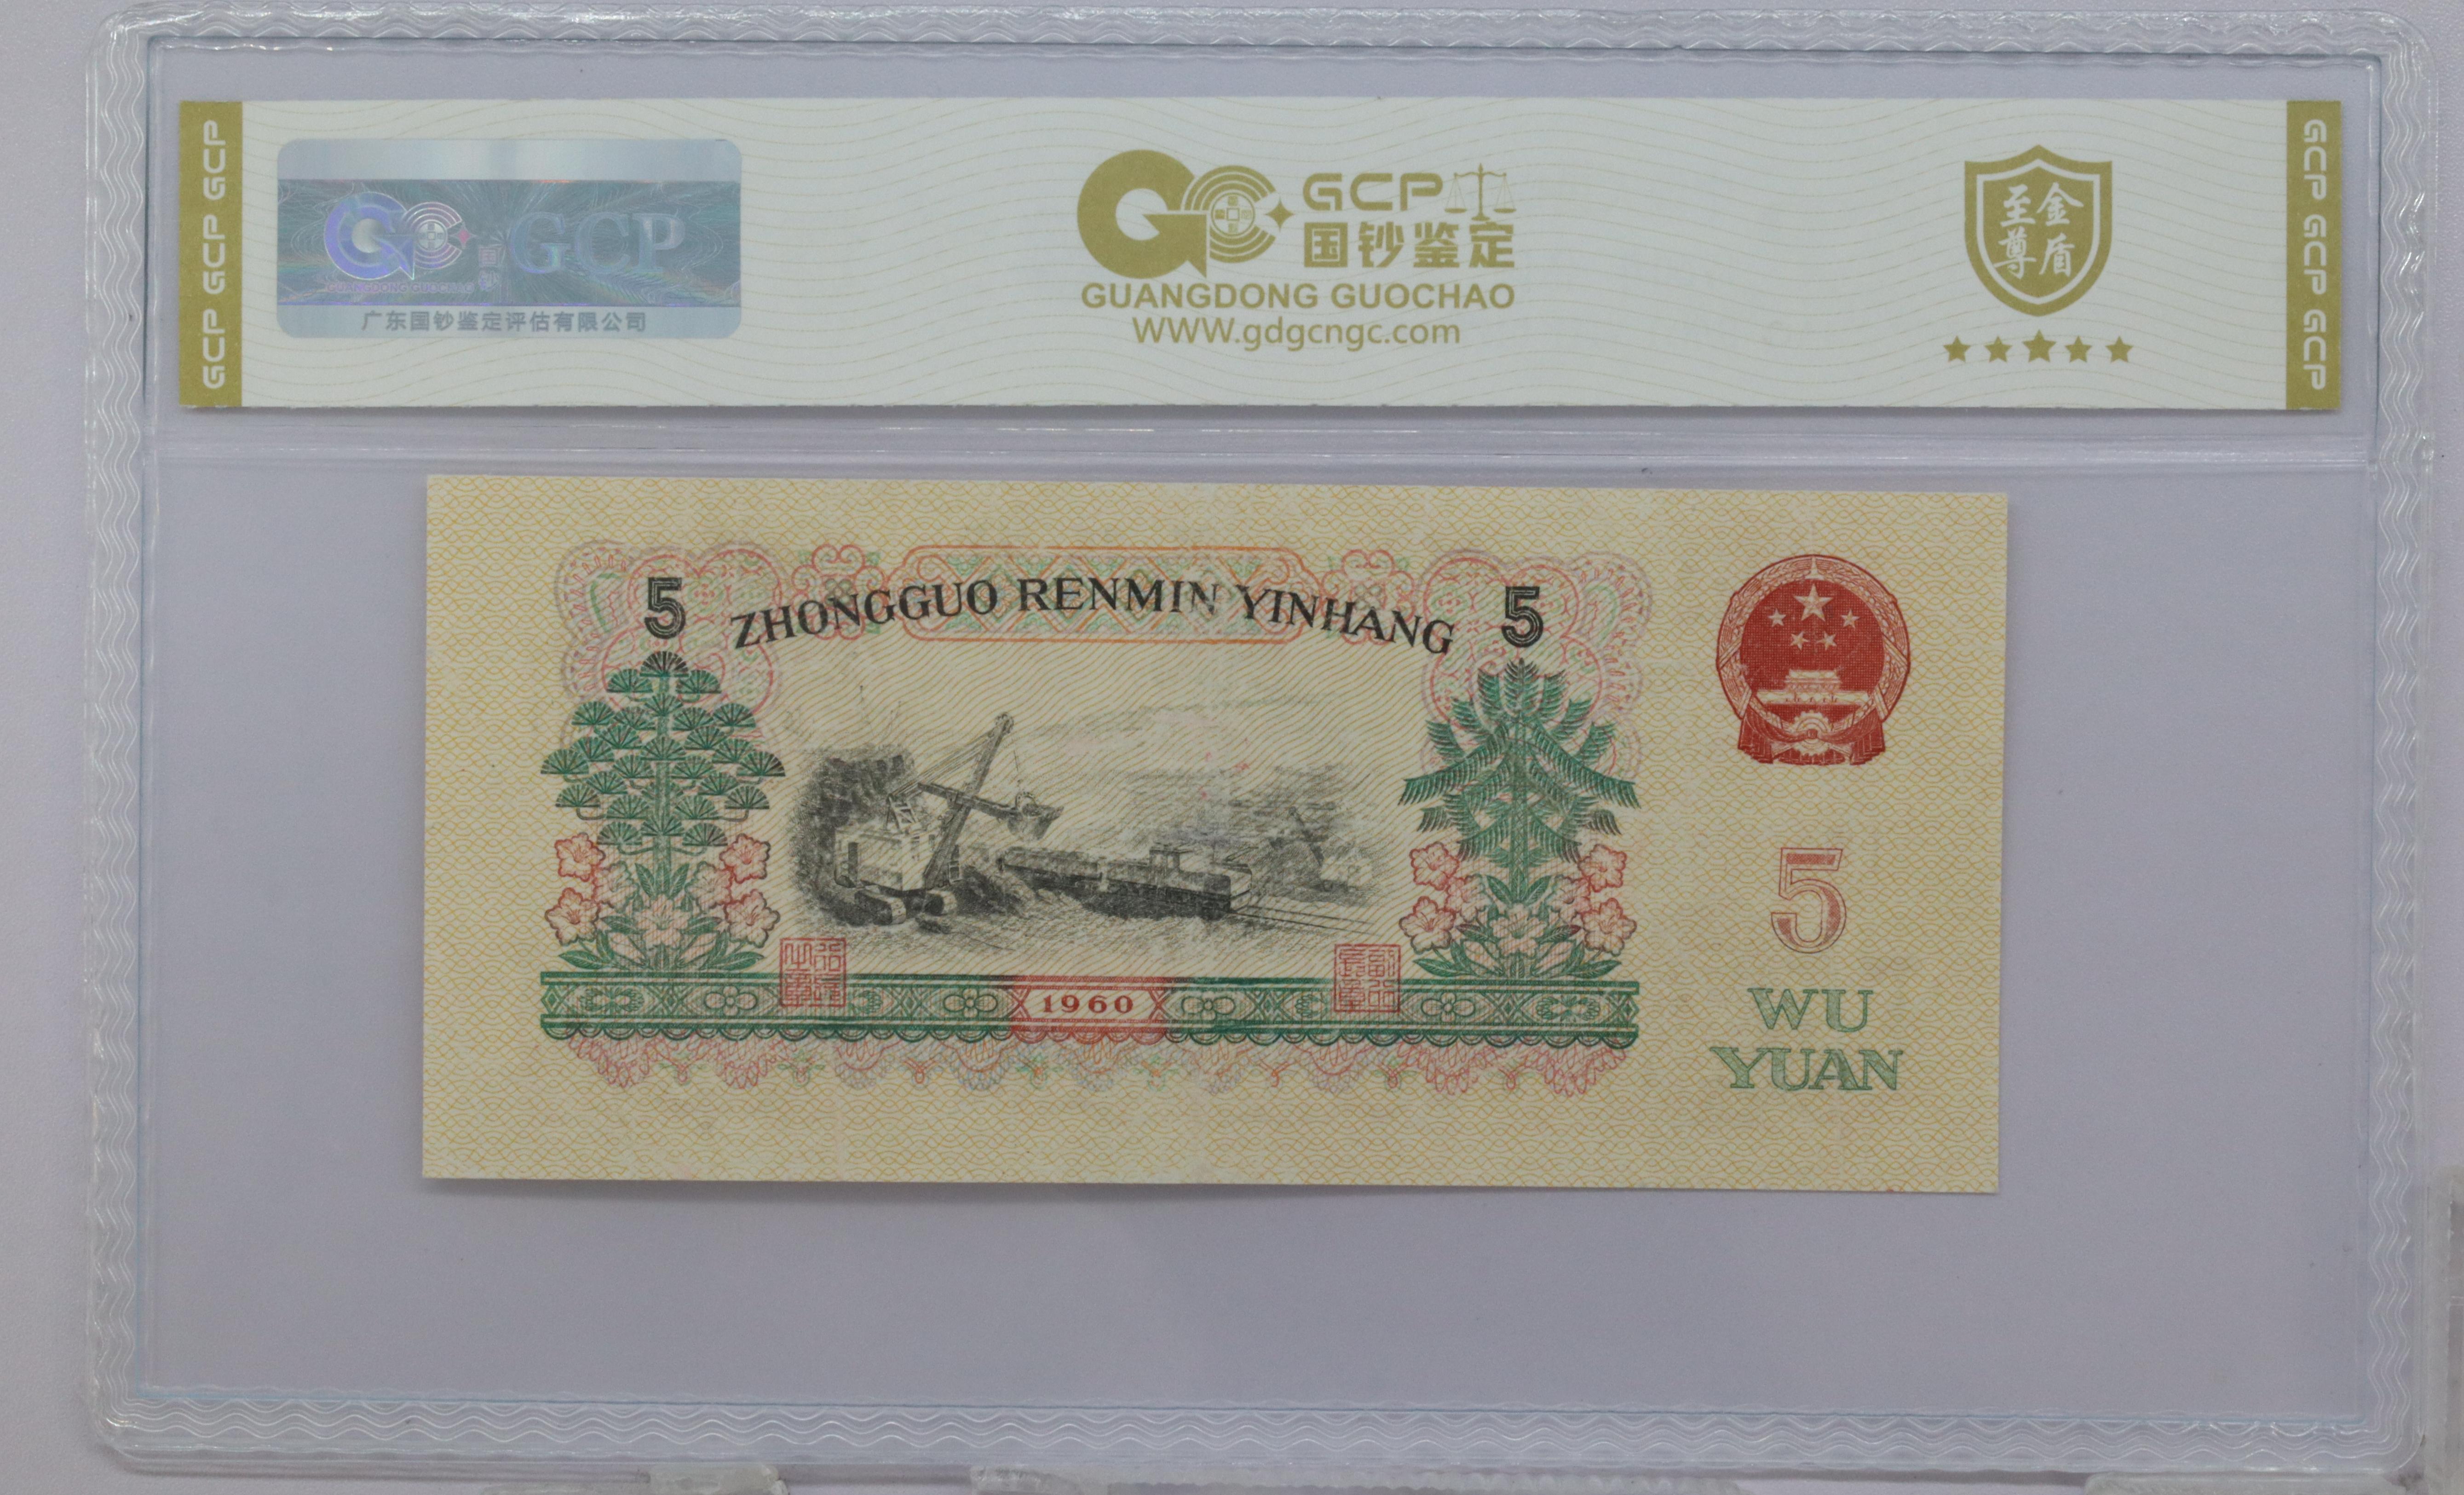 GCP GCP GCP
GCP
GUANGDONG GUOCHAO
国钞
广东国钞鉴定评估有限公司
GCP
国钞鉴定
GUANGDONG GUOCHAO
WWW.gdgcngc.com
至尊
金盾
GCP GCP GCP
5
ZHONGGUO RENMIN YINHANG
5
1960
5
WU
YUAN